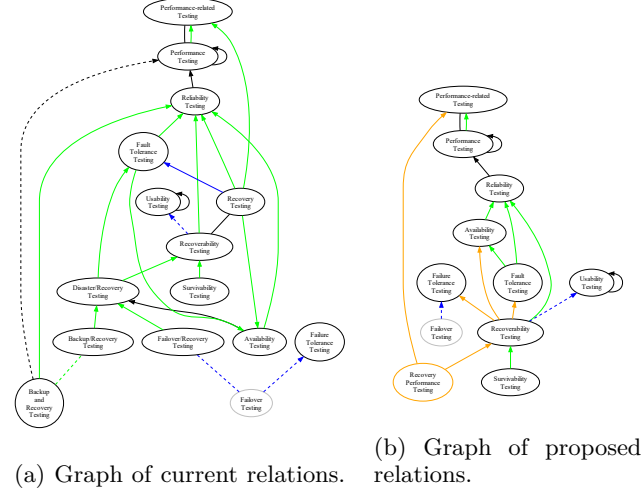 Performance-related
Testing
Performance
Testing
Reliability
Testing
Fault
Tolerance
Testing
Usability
Testing
Recovery
Testing
Recoverability
Testing
Disaster/Recovery
Testing
Survivability
Testing
Backup/Recovery
Testing
Failover/Recovery
Testing
Availability
Testing
Failure
Tolerance
Testing
Backup
and
Recovery
Testing
Failover
Testing
(a) Graph of current relations.
Performance-related
Testing
Performance
Testing
Reliability
Testing
Availability
Testing
Failure
Tolerance
Testing
Fault
Tolerance
Testing
Usability
Testing
Failover
Testing
Recoverability
Testing
Recovery
Performance
Testing
Survivability
Testing
(b) Graph of proposed
relations.